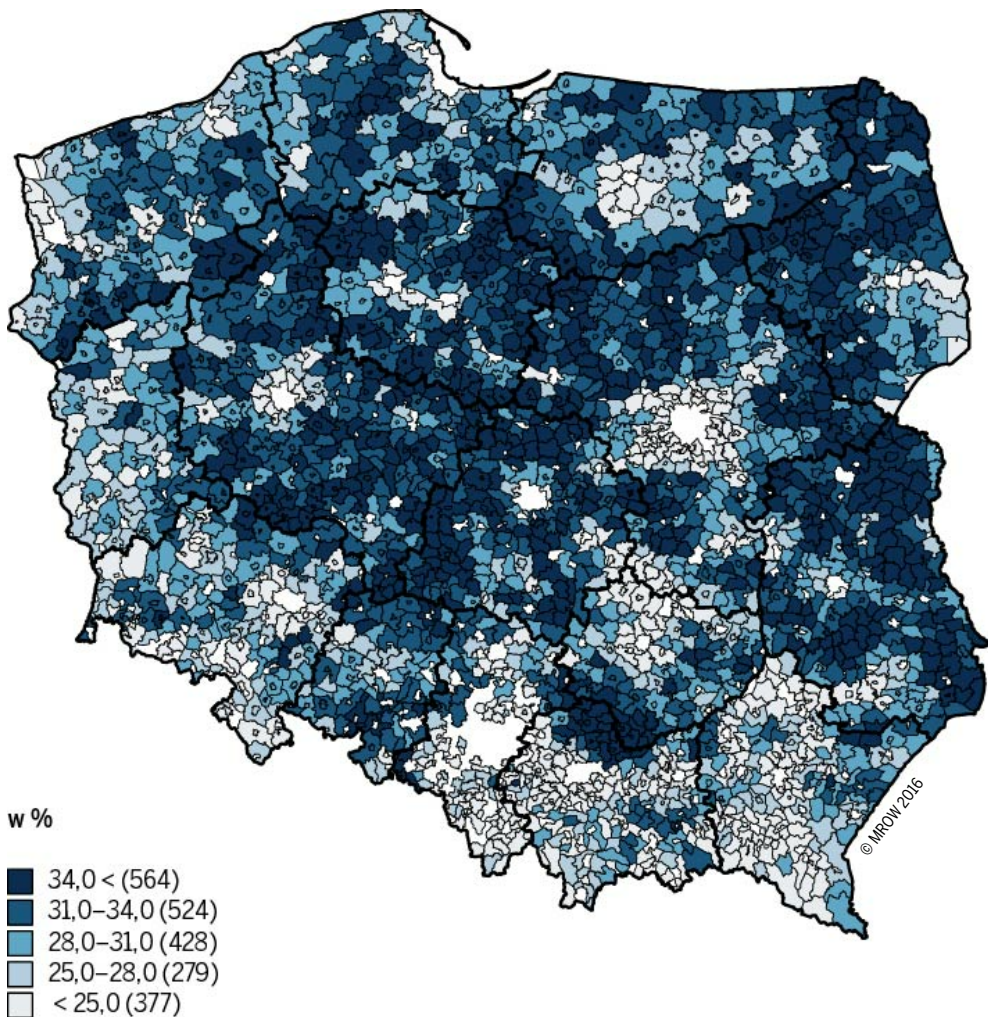 © MROW 2016
w %
34,0 < (564)
31,0–34,0 (524)
28,0–31,0 (428)
25,0–28,0 (279)
< 25,0 (377)